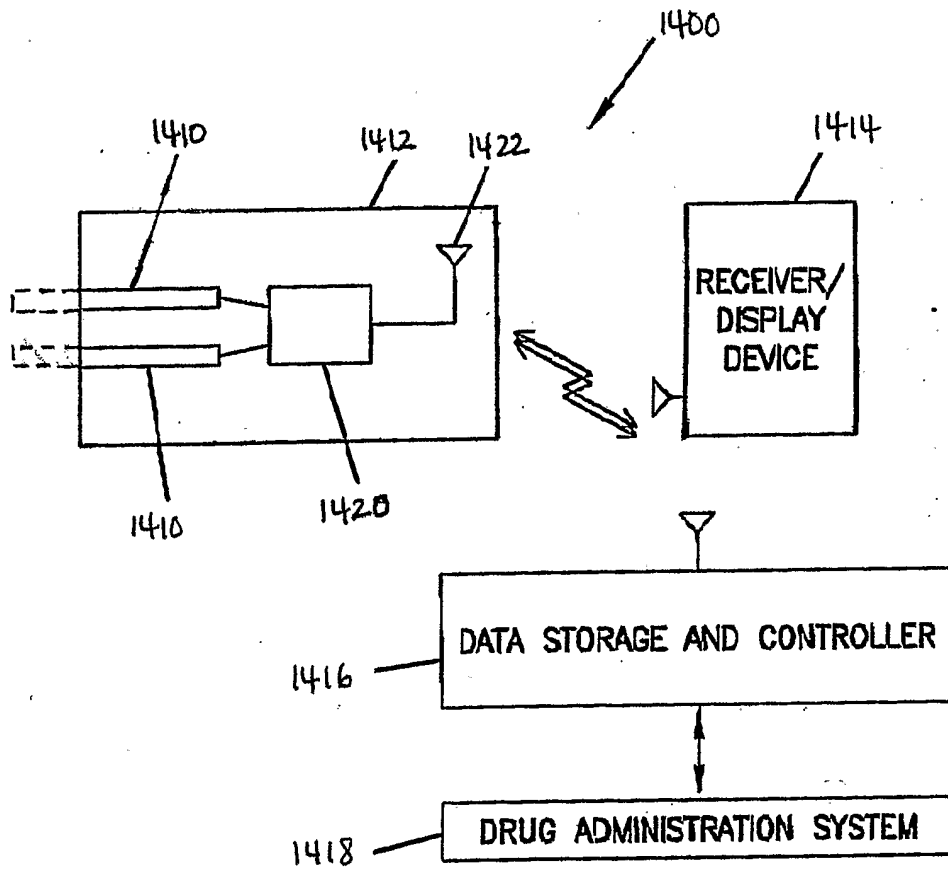 1400
1410
1412
1422
1414
RECEIVER/
DISPLAY
DEVICE
1410
1420
DATA STORAGE AND CONTROLLER
1416
DRUG ADMINISTRATION SYSTEM
1418